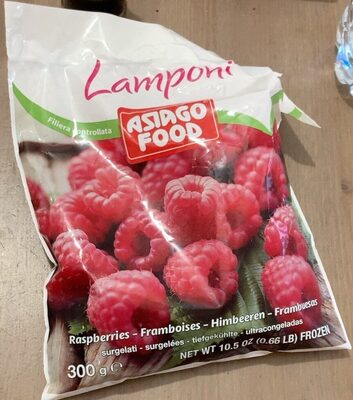 Lamponi
Filiera controllata
ASIAGO
FOOD
Raspberries - Framboises - Himbeeren - Frambuesas
surgelati - surgelées - tiefgekühlte - ultracongeladas
300 g e NET WT 10.5 OZ (0.66 LB) FROZEN